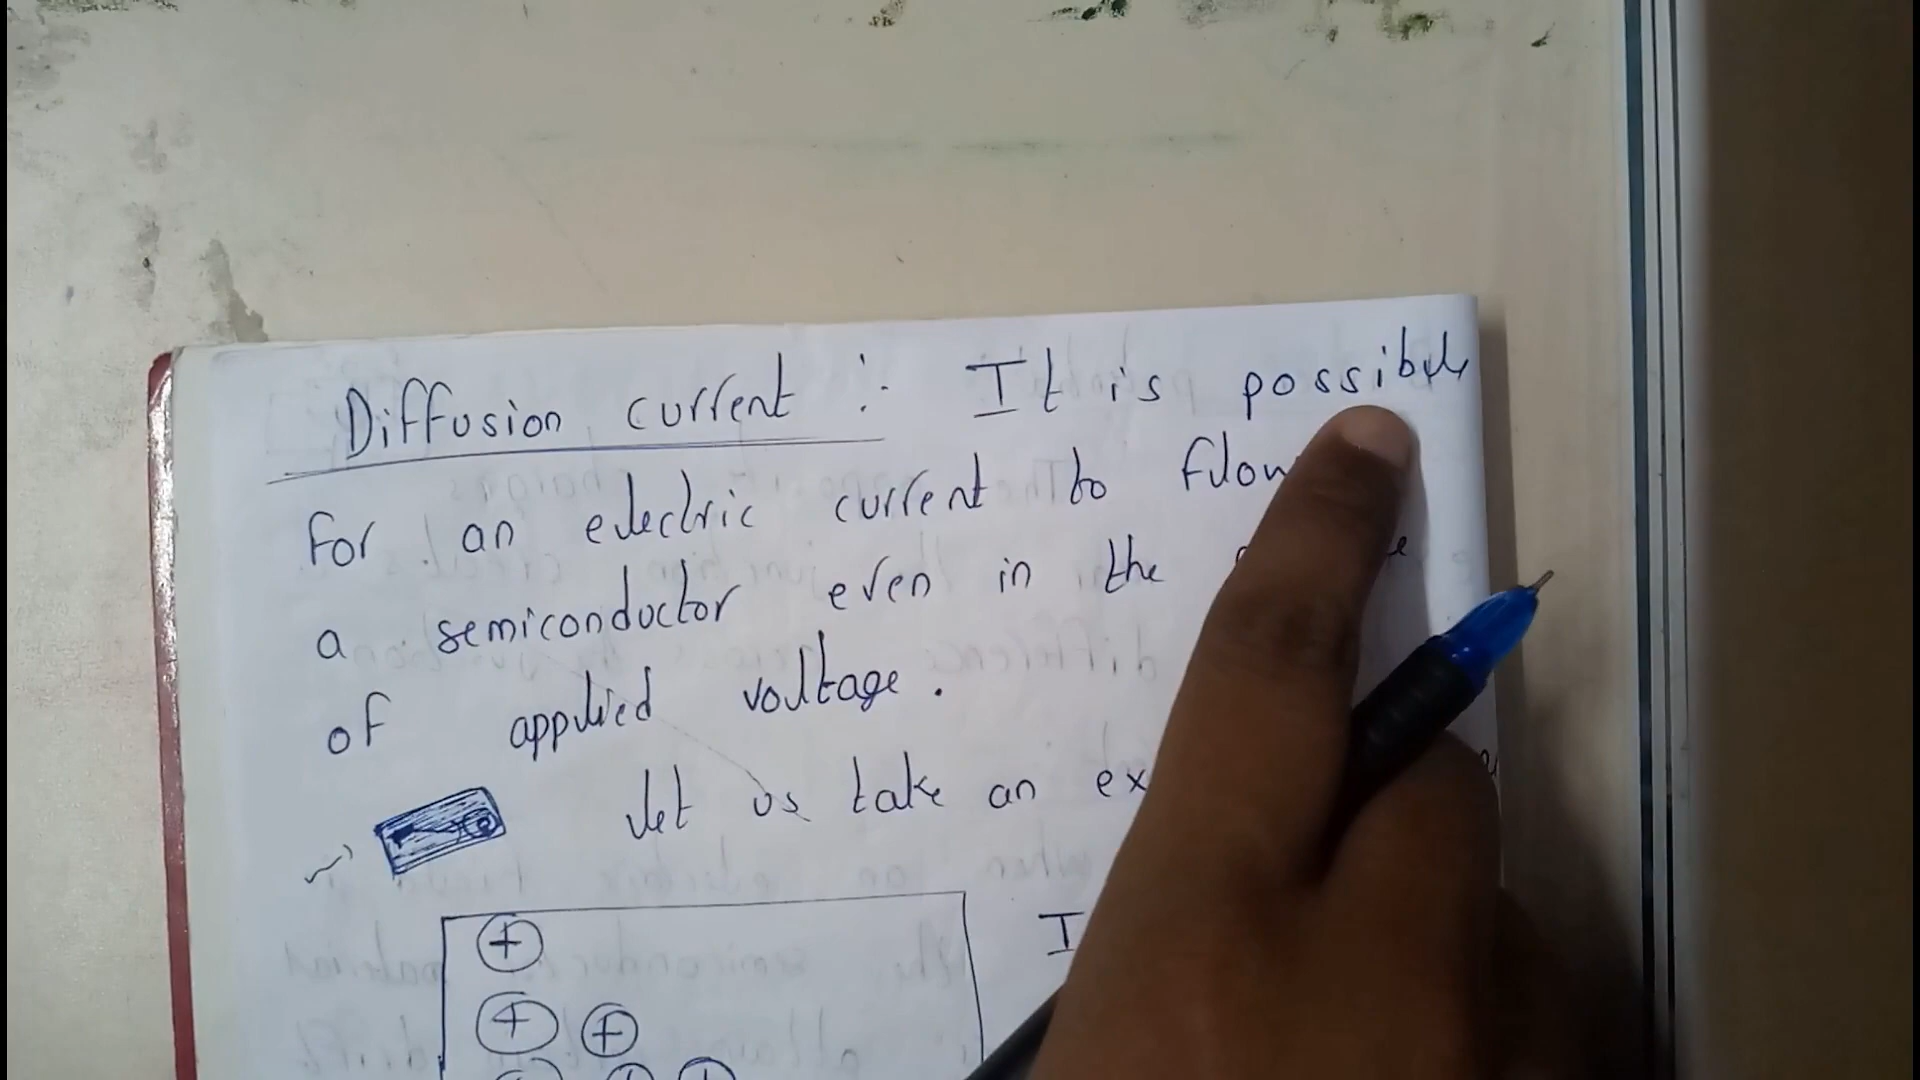 Diffusion current :- It is possible
for an electric current to flow
a semiconductor even in the
of applied voltage.
Let us take an
I